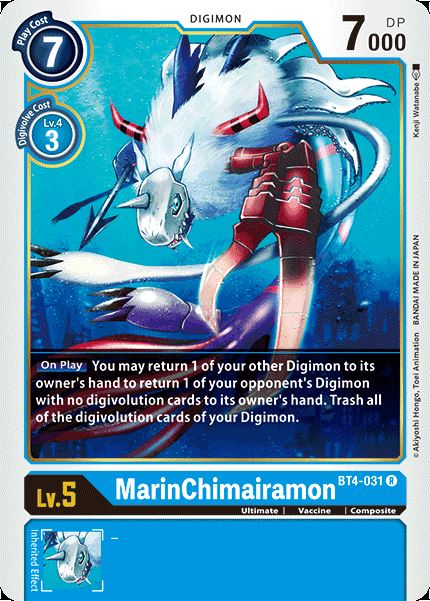 Play Cost
7
DIGIMON
7000
DP
Digivolve Cost
Lv.4
3
Kenji Watanabe
©Akiyoshi Hongo, Toei Animation BANDAI MADE IN JAPAN
On Play You may return 1 of your other Digimon to its
owner's hand to return 1 of your opponent's Digimon
with no digivolution cards to its owner's hand. Trash all
of the digivolution cards of your Digimon.
Lv.5
MarinChimairamon
BT4-031 R
Ultimate | Vaccine | Composite
Inherited Effect
–